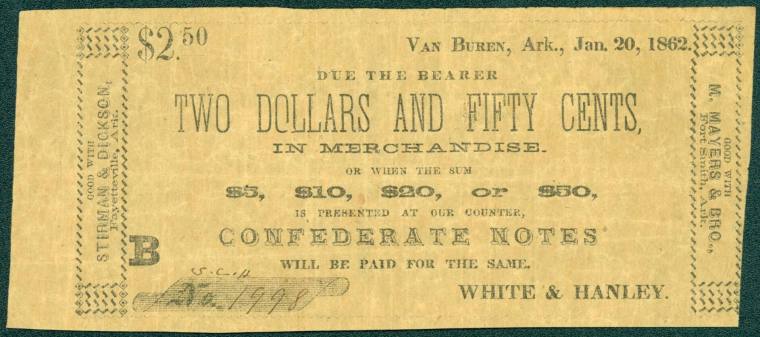 $2.50
Van Buren, Ark., Jan. 20, 1862.
DUE THE BEARER
TWO DOLLARS AND FIFTY CENTS,
IN MERCHANDISE.
OR WHEN THE SUM
$5, $10, $20, or $50,
IS PRESENTED AT OUR COUNTER,
CONFEDERATE NOTES
WILL BE PAID FOR THE SAME.
WHITE & HANLEY.
B
S.C.H
No. 1998
GOOD WITH
STIRMAN & DICKSON,
Fayetteville, Ark.
GOOD WITH
M. MAYERS & BRO.,
Fort Smith, Ark.